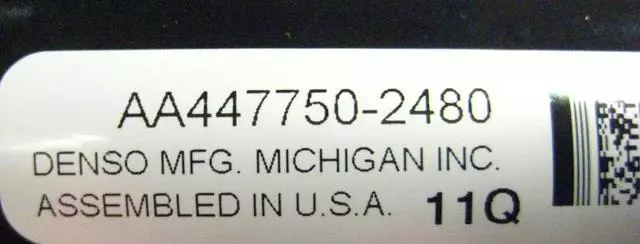 AA447750-2480
DENSO MFG. MICHIGAN INC.
ASSEMBLED IN U.S.A. 11Q